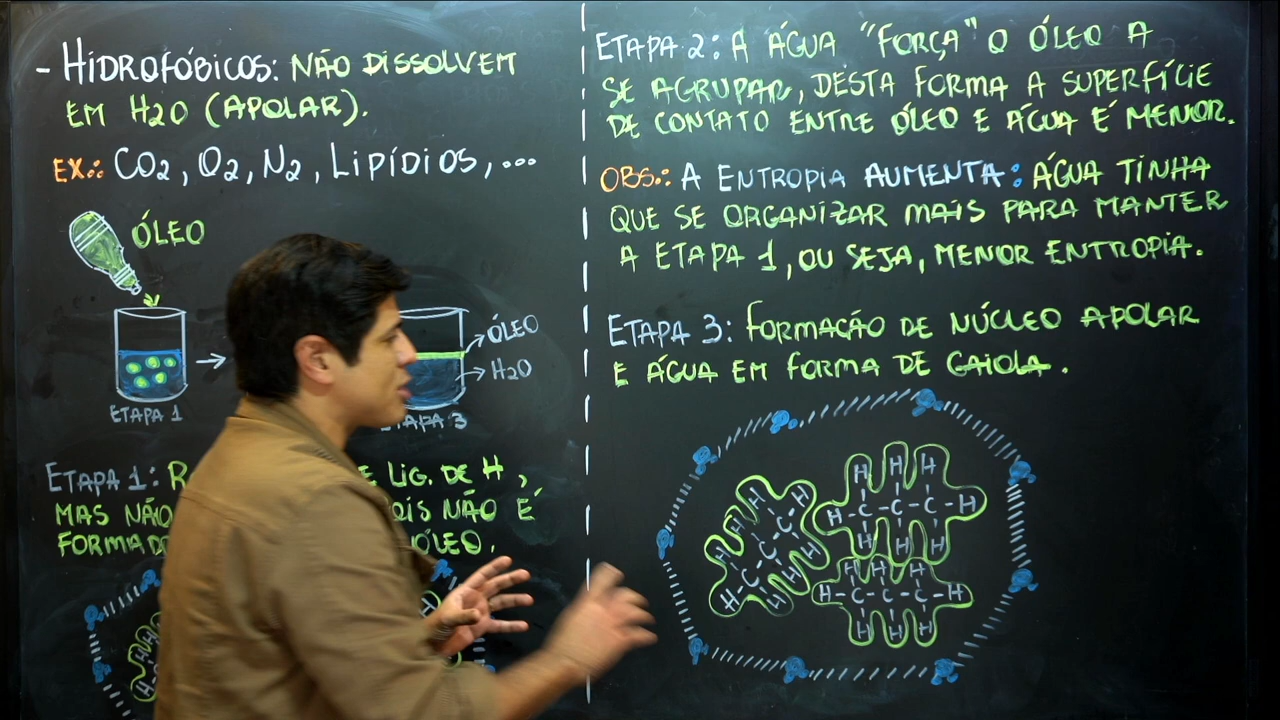 - HIDROFÓBICOS: NÃO DISSOLVEM
EM H2O (APOLAR).
EX.: CO2, O2, N2, LIPÍDIOS, ...
ÓLEO
ÓLEO
H2O
ETAPA 1
ETAPA 3
ETAPA 1: E LIG. DE H,
MAS NÃO NÃO É
ÓLEO.
H H
H
ETAPA 2: A ÁGUA "FORÇA" O ÓLEO A
SE AGRUPAR, DESTA FORMA A SUPERFÍCIE
DE CONTATO ENTRE ÓLEO E ÁGUA É MENOR.
OBS.: A ENTROPIA AUMENTA: ÁGUA TINHA
QUE SE ORGANIZAR MAIS PARA MANTER
A ETAPA 1, OU SEJA, MENOR ENTROPIA.
ETAPA 3: FORMAÇÃO DE NÚCLEO APOLAR
E ÁGUA EM FORMA DE GAIOLA.
H H H
H-C-C-C-H
H H H
H H H
H-C-C-C-H
H H H
H H H
H-C-C-C-H
H H H